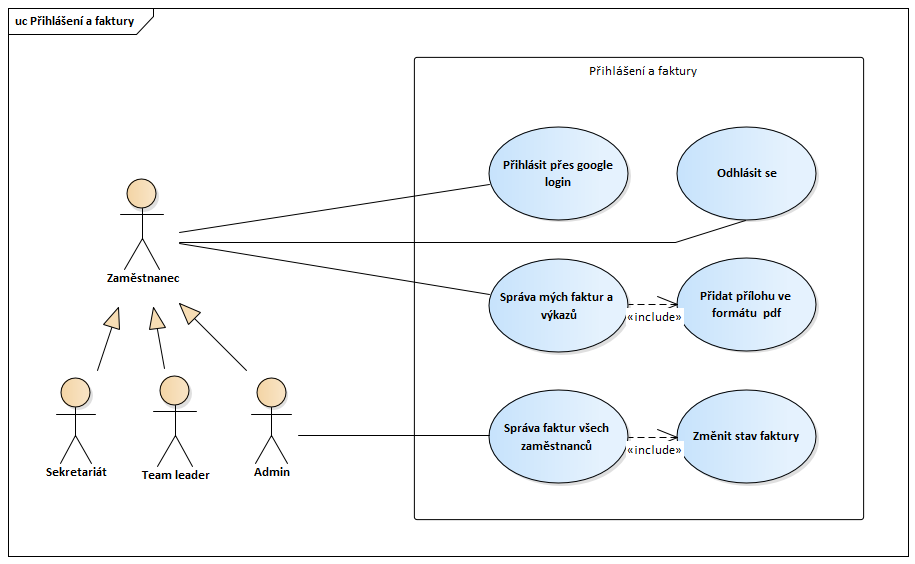 uc Přihlášení a faktury
Přihlášení a faktury
Přihlásit přes google
login
Odhlásit se
Zaměstnanec
Správa mých faktur a
výkazů
«include»
Přidat přílohu ve
formátu pdf
Správa faktur všech
zaměstnanců
«include»
Změnit stav faktury
Sekretariát
Team leader
Admin